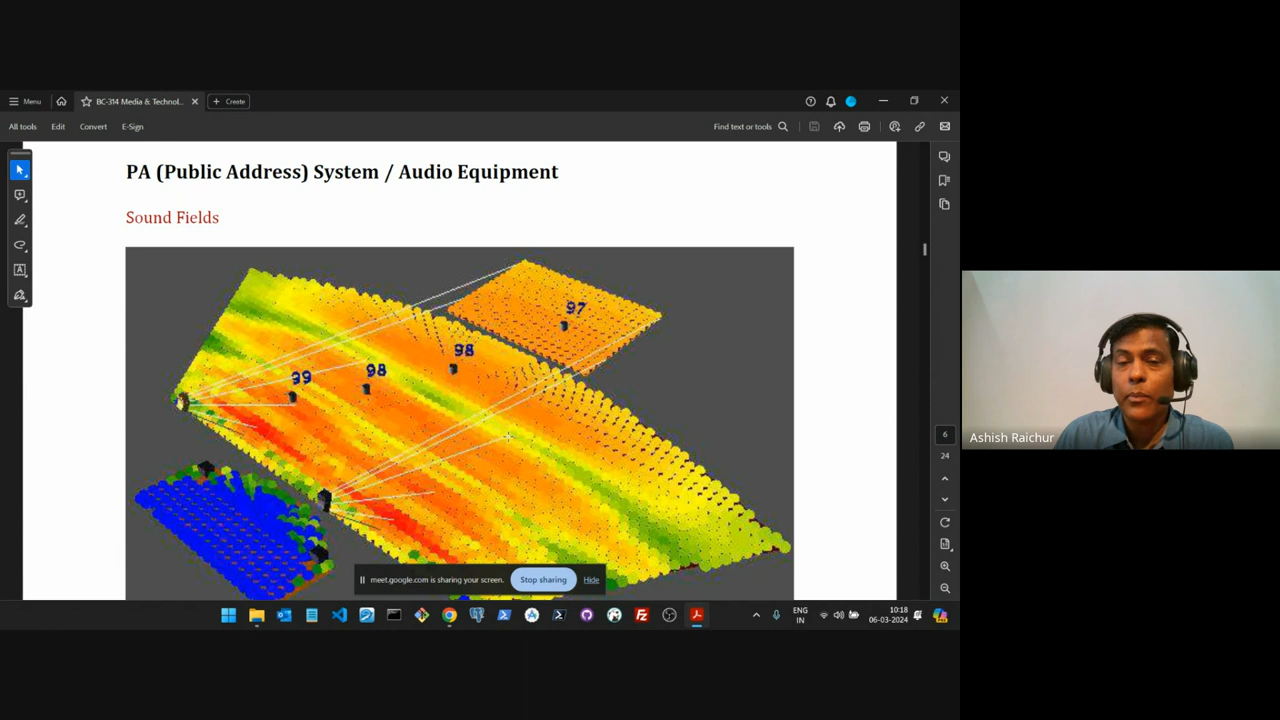 Menu
BC-314 Media & Technol...
Create
All tools
Edit
Convert
E-Sign
Find text or tools
PA (Public Address) System / Audio Equipment
Sound Fields
97
98
98
99
6
24
Ashish Raichur
meet.google.com is sharing your screen.
Stop sharing
Hide
ENG
IN
10:18
06-03-2024